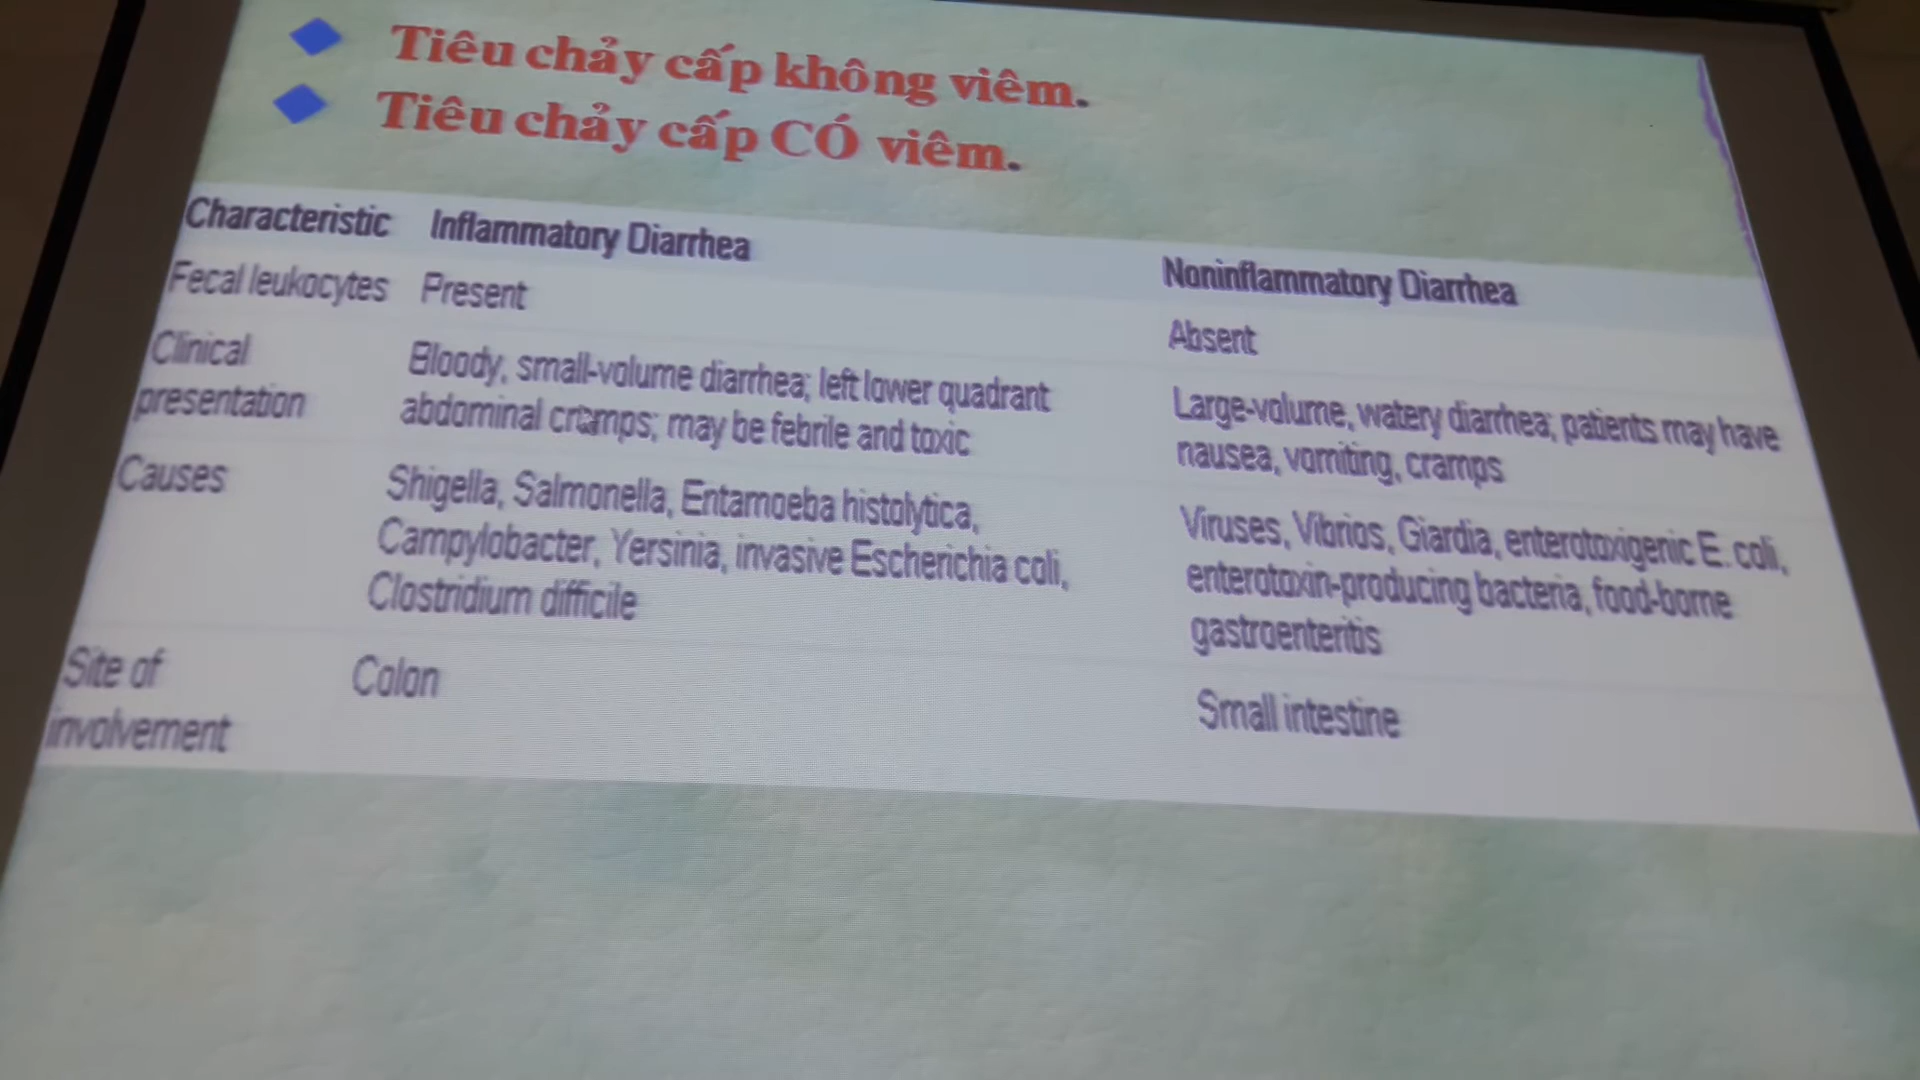 Tiêu chảy cấp không viêm.
Tiêu chảy cấp CÓ viêm.
Characteristic Inflammatory Diarrhea Noninflammatory Diarrhea
Fecal leukocytes Present Absent
Clinical presentation
Bloody, small-volume diarrhea; left lower quadrant
abdominal cramps; may be febrile and toxic
Large-volume, watery diarrhea; patients may have
nausea, vomiting, cramps
Causes
Shigella, Salmonella, Entamoeba histolytica,
Campylobacter, Yersinia, invasive Escherichia coli,
Clostridium difficile
Viruses, Vibrios, Giardia, enterotoxigenic E. coli,
enterotoxin-producing bacteria, food-borne
gastroenteritis
Site of
involvement
Colon
Small intestine